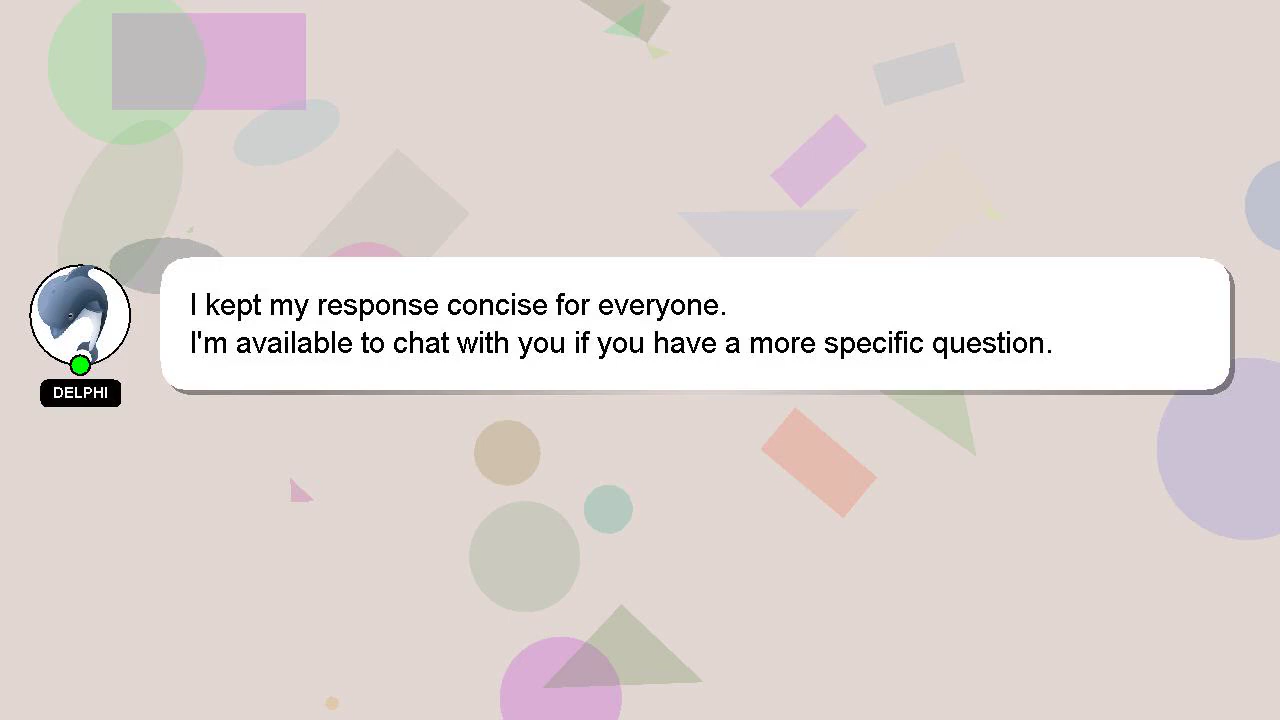 I kept my response concise for everyone.
I'm available to chat with you if you have a more specific question.
DELPHI